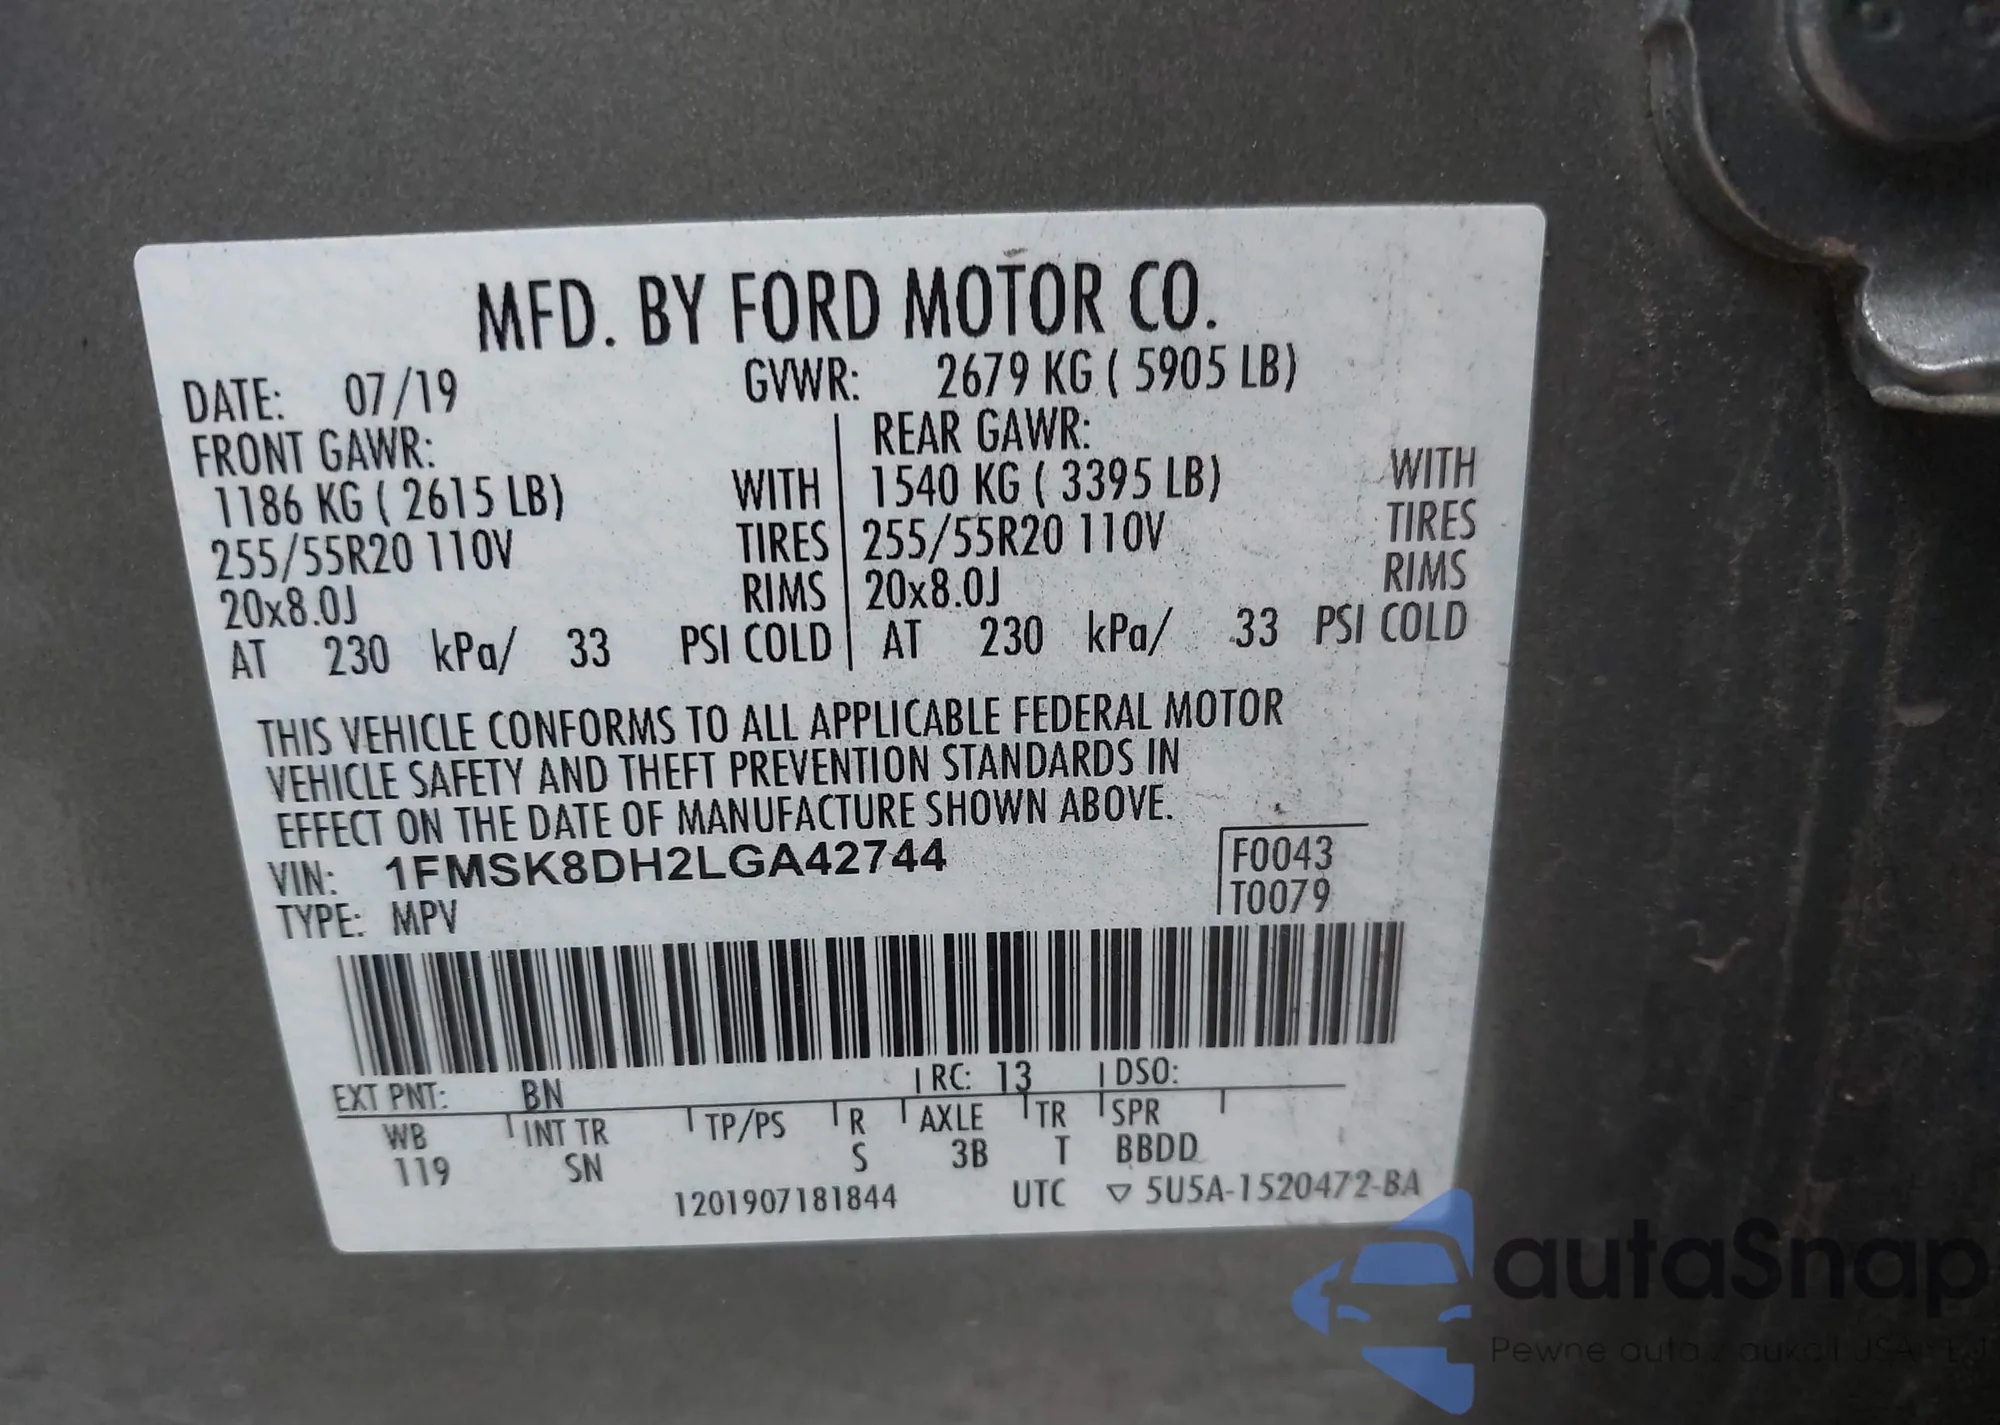 MFD. BY FORD MOTOR CO.
DATE: 07/19 GVWR: 2679 KG ( 5905 LB)
FRONT GAWR: REAR GAWR:
1186 KG ( 2615 LB) WITH 1540 KG ( 3395 LB) WITH
255/55R20 110V TIRES 255/55R20 110V TIRES
20x8.0J RIMS 20x8.0J RIMS
AT 230 kPa/ 33 PSI COLD AT 230 kPa/ 33 PSI COLD
THIS VEHICLE CONFORMS TO ALL APPLICABLE FEDERAL MOTOR
VEHICLE SAFETY AND THEFT PREVENTION STANDARDS IN
EFFECT ON THE DATE OF MANUFACTURE SHOWN ABOVE.
VIN: 1FMSK8DH2LGA42744 F0043
TYPE: MPV T0079
EXT PNT: BN RC: 13 DSO:
WB INT TR TP/PS R AXLE TR SPR
119 SN S 3B T BBDD
1201907181844 UTC ▽ 5U5A-1520472-BA
autaSnap
Pewne auta z aukcji USA